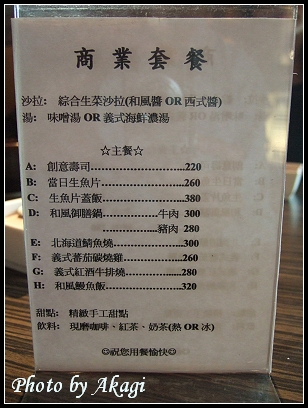 商業套餐
沙拉: 綜合生菜沙拉(和風醬 OR 西式醬)
湯: 味噌湯 OR 義式海鮮濃湯
☆主餐☆
A: 創意壽司............................220
B: 當日生魚片........................260
C: 生魚片蓋飯........................380
D: 和風御膳鍋................牛肉 300
................豬肉 280
E: 北海道鯖魚燒....................300
F: 義式蕃茄碳燒雞................260
G: 義式紅酒牛排燒................280
H: 和風鰻魚飯........................320
甜點: 精緻手工甜點
飲料: 現磨咖啡、紅茶、奶茶(熱 OR 冰)
☺祝您用餐愉快☺
Photo by Akagi